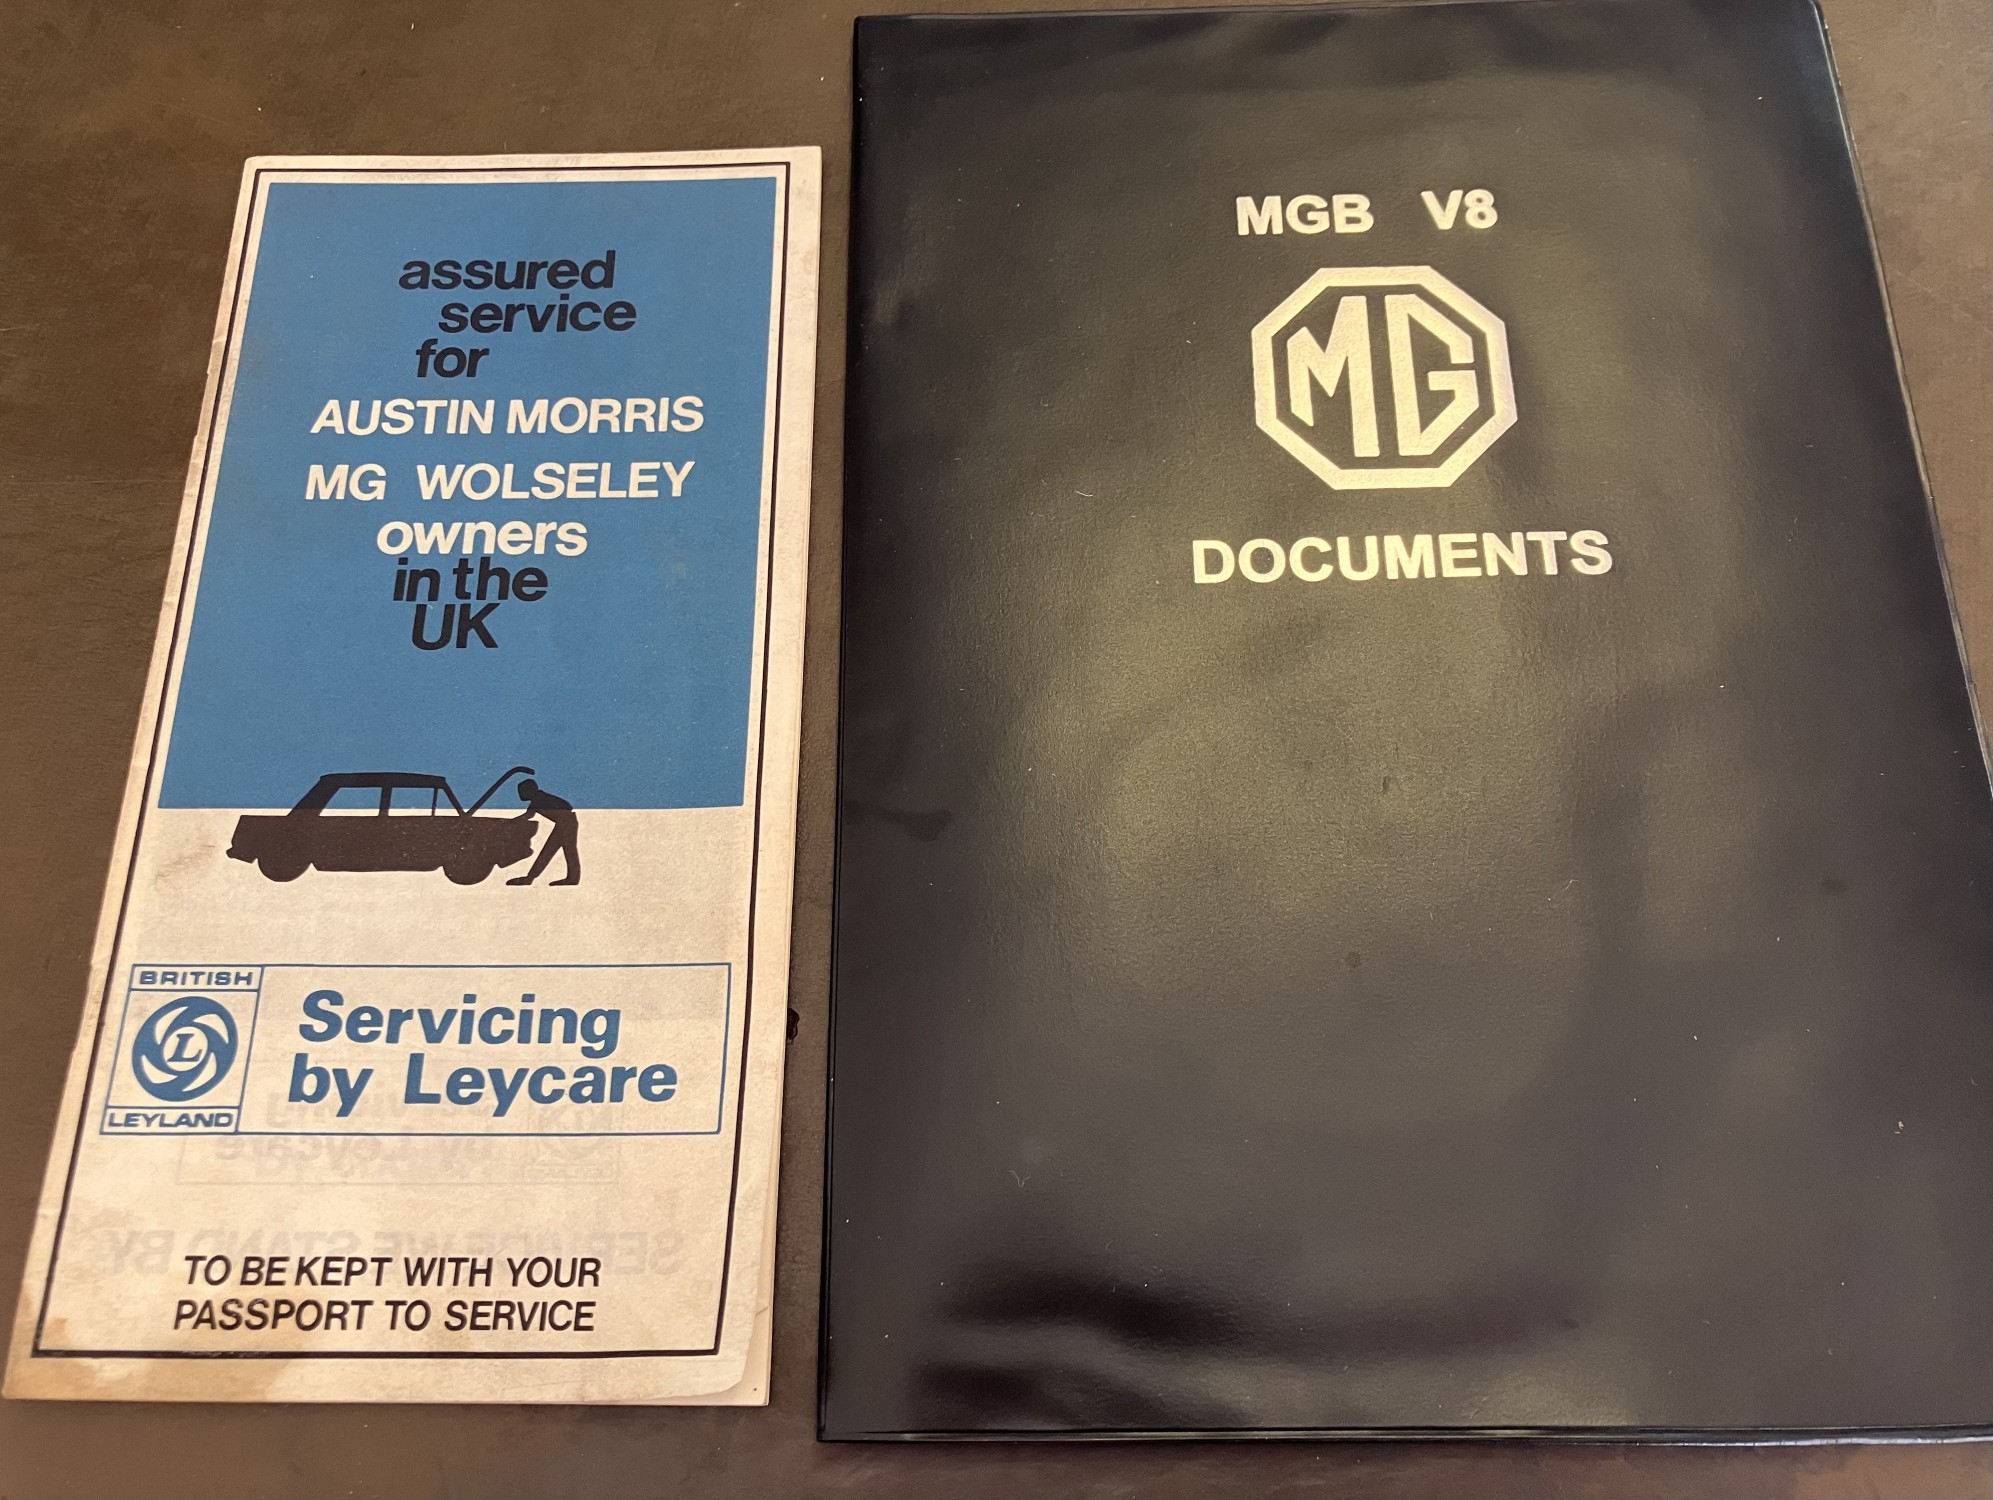 assured
service
for
AUSTIN MORRIS
MG WOLSELEY
owners
in the
UK
BRITISH
L
LEYLAND
Servicing
by Leycare
TO BE KEPT WITH YOUR
PASSPORT TO SERVICE
MGB V8
MG
DOCUMENTS